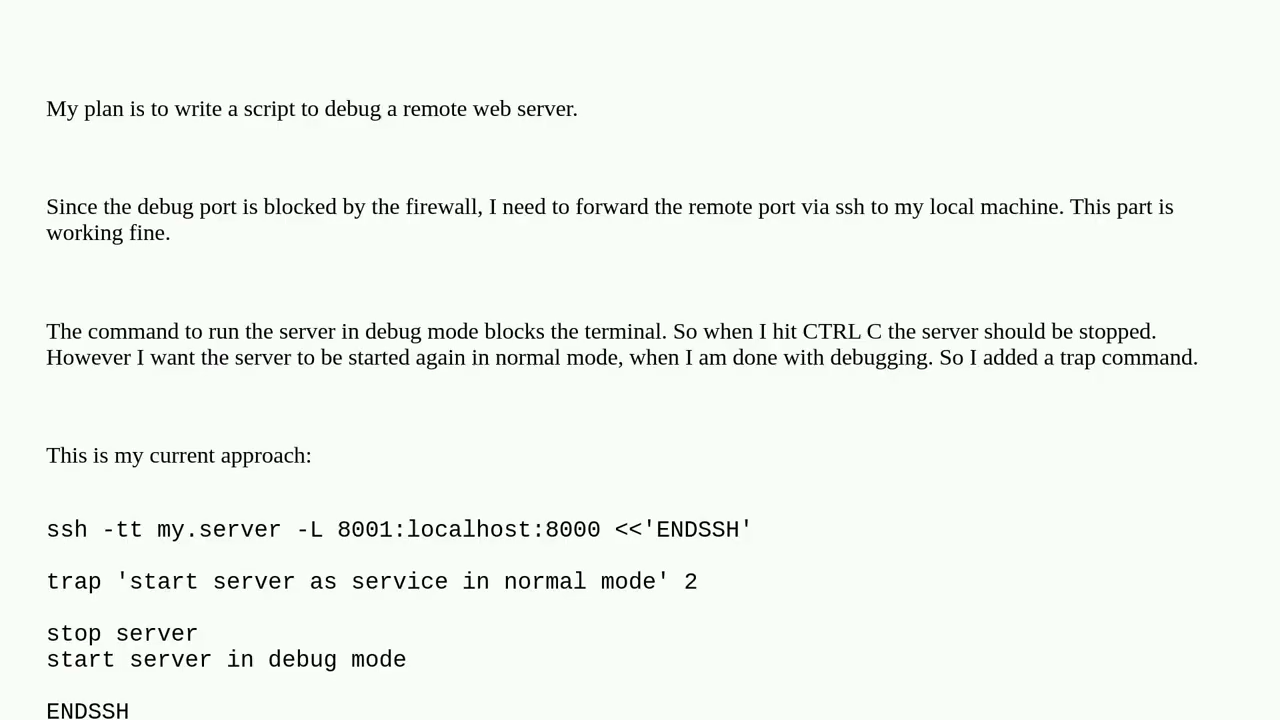 My plan is to write a script to debug a remote web server.
Since the debug port is blocked by the firewall, I need to forward the remote port via ssh to my local machine. This part is
working fine.
The command to run the server in debug mode blocks the terminal. So when I hit CTRL C the server should be stopped.
However I want the server to be started again in normal mode, when I am done with debugging. So I added a trap command.
This is my current approach:
ssh -tt my.server -L 8001:localhost:8000 <<'ENDSSH'
trap 'start server as service in normal mode' 2
stop server
start server in debug mode
ENDSSH